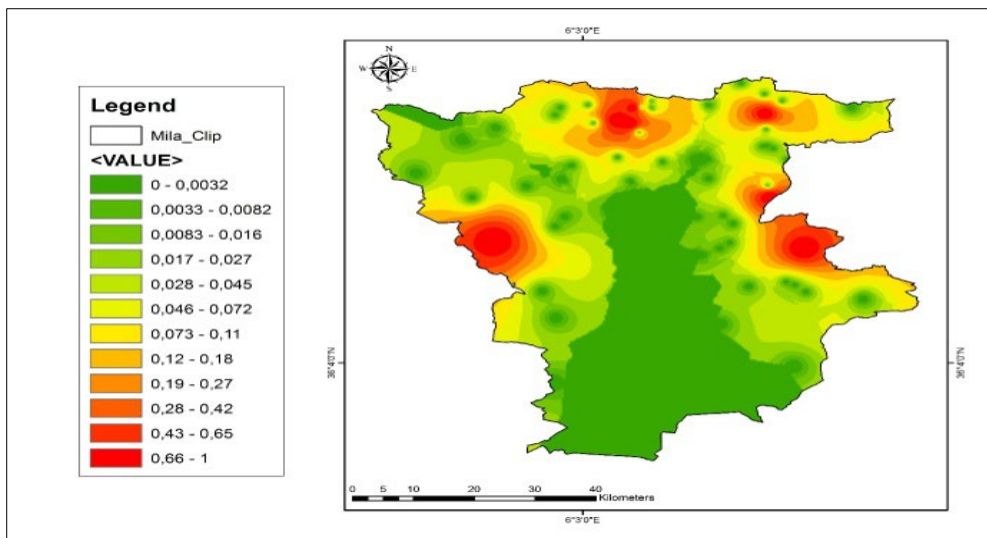 Legend
Mila_Clip
<VALUE>
0 - 0,0032
0,0033 - 0,0082
0,0083 - 0,016
0,017 - 0,027
0,028 - 0,045
0,046 - 0,072
0,073 - 0,11
0,12 - 0,18
0,19 - 0,27
0,28 - 0,42
0,43 - 0,65
0,66 - 1
6°3'0"E
N
W E
S
36°4'0"N
36°4'0"N
0 5 10 20 30 40
Kilometers
6°3'0"E